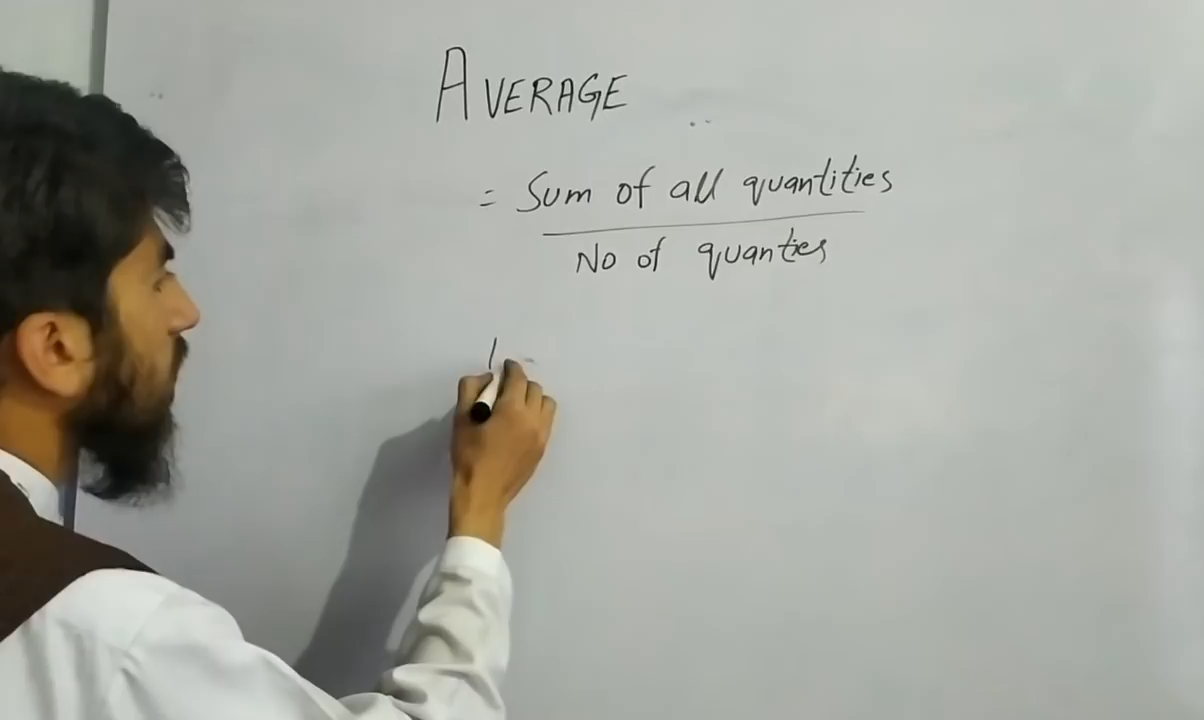 AVERAGE
= Sum of all quantities
No of quanties